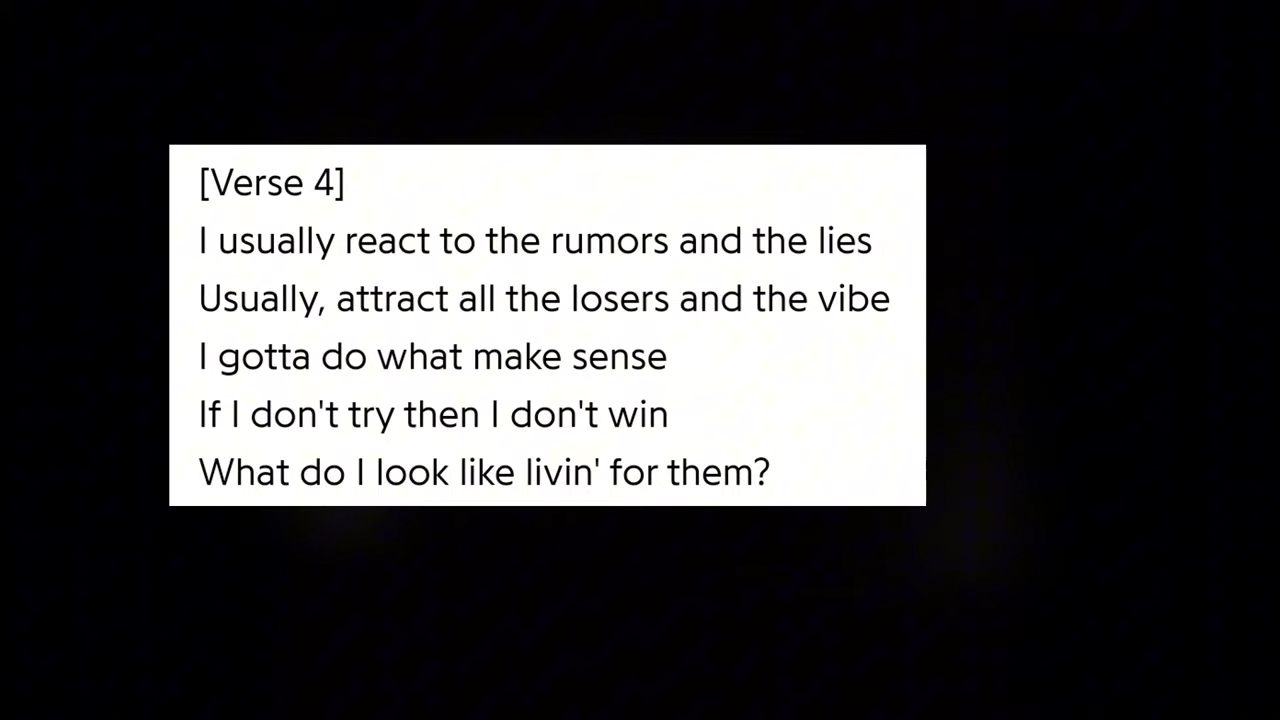 [Verse 4]
I usually react to the rumors and the lies
Usually, attract all the losers and the vibe
I gotta do what make sense
If I don't try then I don't win
What do I look like livin' for them?